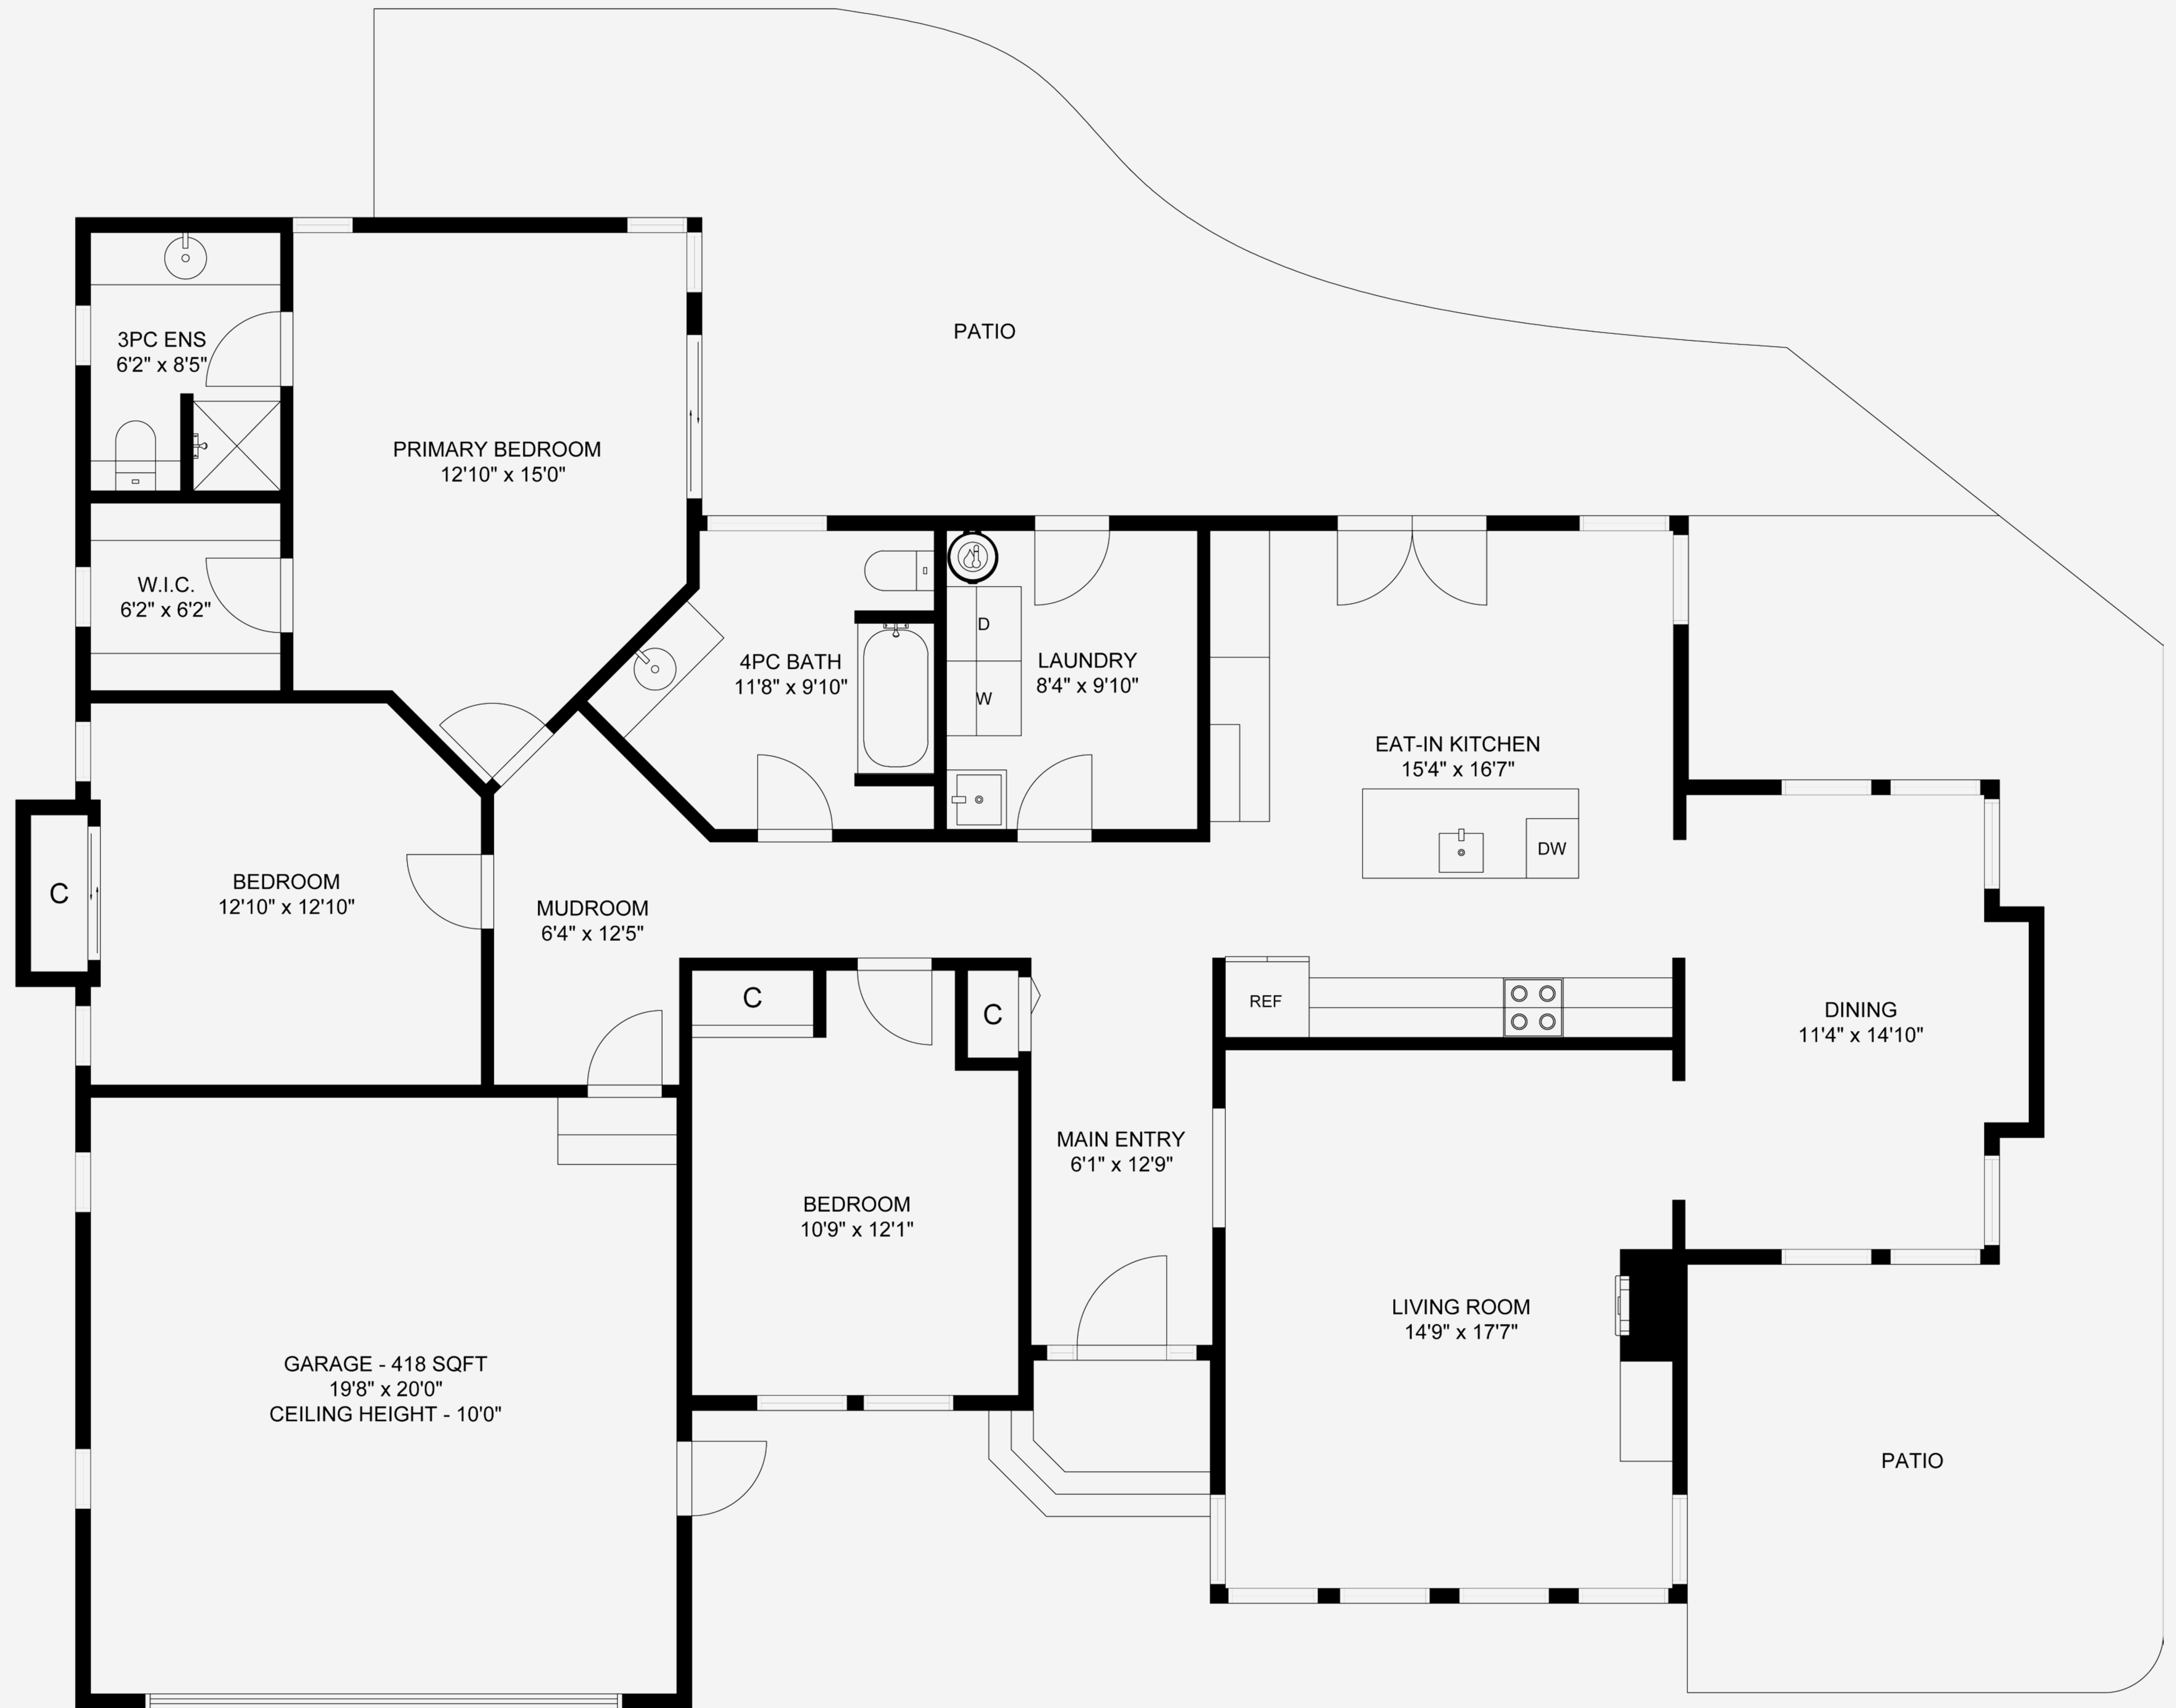 PATIO
3PC ENS
6'2" x 8'5"
PRIMARY BEDROOM
12'10" x 15'0"
W.I.C.
6'2" x 6'2"
4PC BATH
11'8" x 9'10"
D
W
LAUNDRY
8'4" x 9'10"
EAT-IN KITCHEN
15'4" x 16'7"
DW
C
BEDROOM
12'10" x 12'10"
MUDROOM
6'4" x 12'5"
C
C
REF
DINING
11'4" x 14'10"
MAIN ENTRY
6'1" x 12'9"
BEDROOM
10'9" x 12'1"
LIVING ROOM
14'9" x 17'7"
GARAGE - 418 SQFT
19'8" x 20'0"
CEILING HEIGHT - 10'0"
PATIO